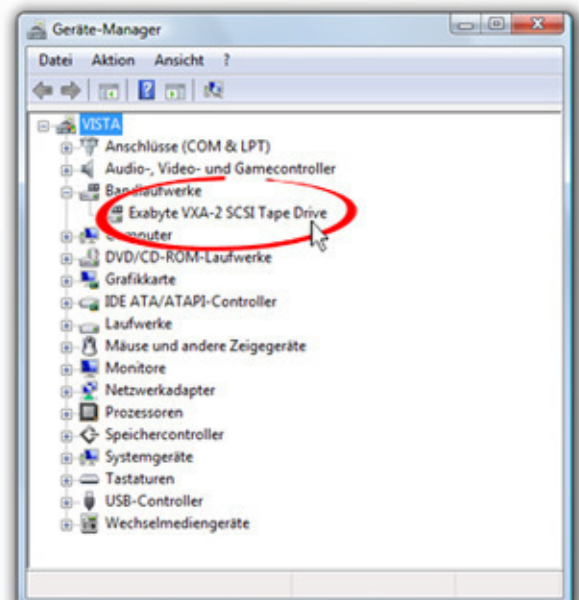 Geräte-Manager
Datei Aktion Ansicht ?
VISTA
Anschlüsse (COM & LPT)
Audio-, Video- und Gamecontroller
Bandlaufwerke
Exabyte VXA-2 SCSI Tape Drive
Computer
DVD/CD-ROM-Laufwerke
Grafikkarte
IDE ATA/ATAPI-Controller
Laufwerke
Mäuse und andere Zeigegeräte
Monitore
Netzwerkadapter
Prozessoren
Speichercontroller
Systemgeräte
Tastaturen
USB-Controller
Wechselmediengeräte